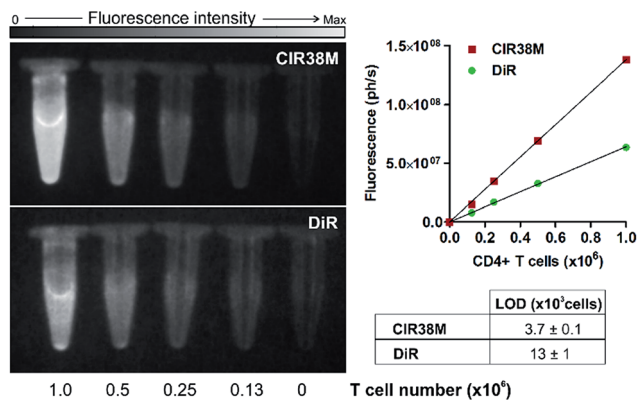 0 Fluorescence intensity Max
CIR38M
DiR
1.0 0.5 0.25 0.13 0 T cell number (x10⁶)
Fluorescence (ph/s)
1.5×10⁰⁸
1.0×10⁰⁸
5.0×10⁰⁷
0.0
CIR38M
DiR
0.0 0.2 0.4 0.6 0.8 1.0
CD4+ T cells (x10⁶)
LOD (x10³cells)
CIR38M 3.7 ± 0.1
DiR 13 ± 1